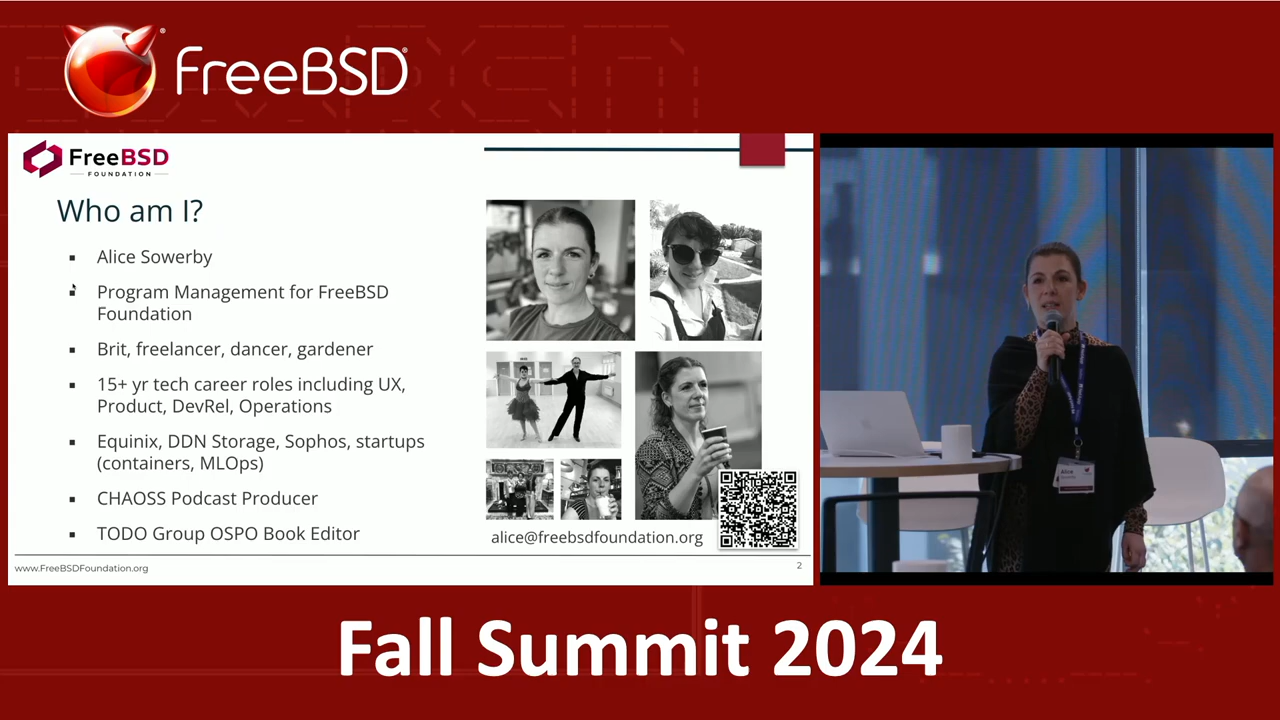 FreeBSD®
FreeBSD
FOUNDATION
Who am I?
▪ Alice Sowerby
▪ Program Management for FreeBSD
Foundation
▪ Brit, freelancer, dancer, gardener
▪ 15+ yr tech career roles including UX,
Product, DevRel, Operations
▪ Equinix, DDN Storage, Sophos, startups
(containers, MLOps)
▪ CHAOSS Podcast Producer
▪ TODO Group OSPO Book Editor
alice@freebsdfoundation.org
www.FreeBSDFoundation.org
2
Alice
Fall Summit 2024